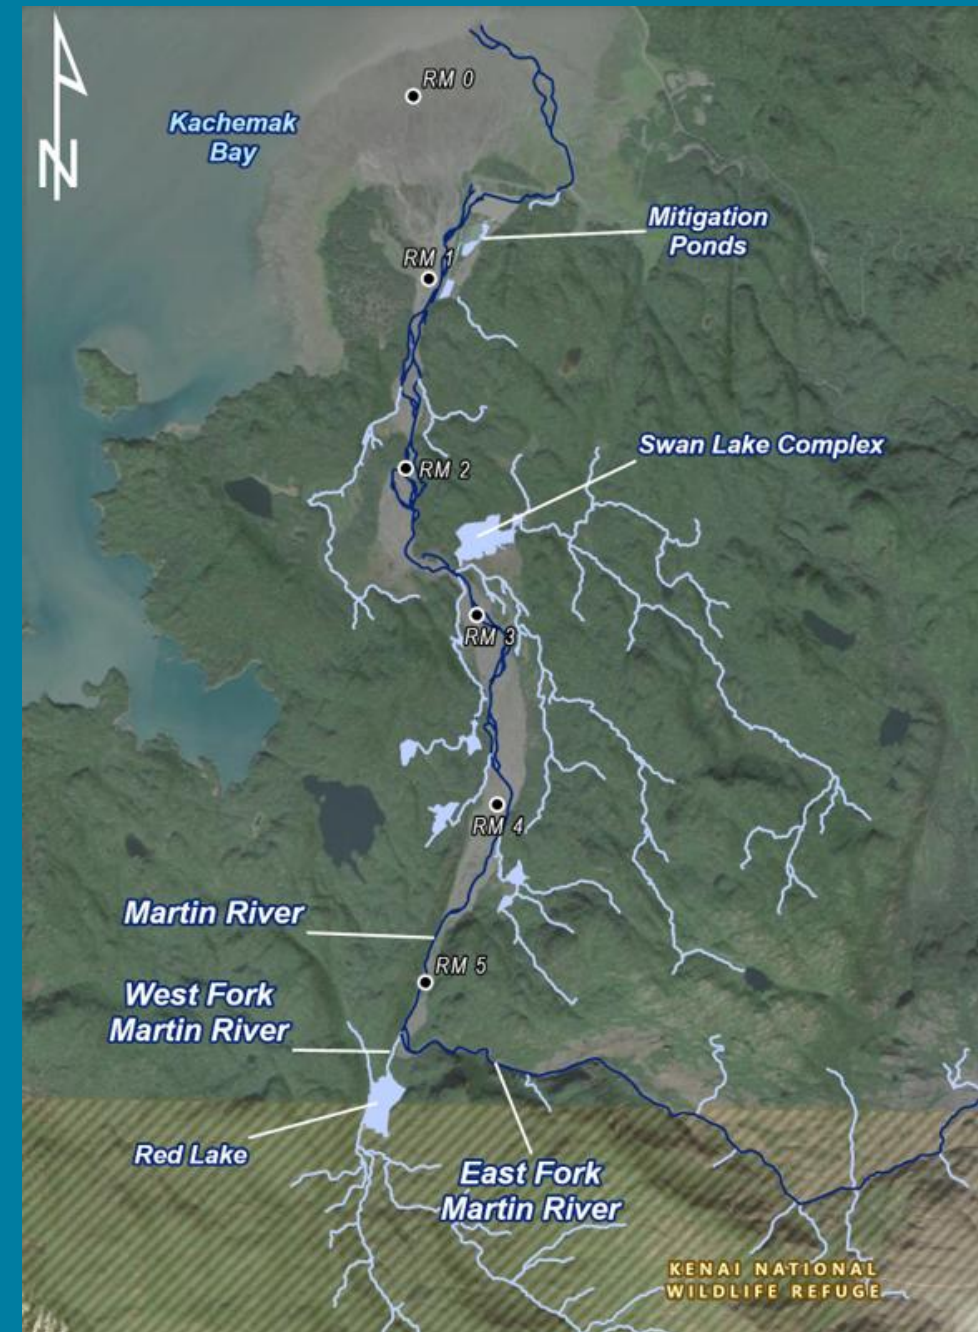 RM 0
Kachemak
Bay
N
Mitigation
Ponds
RM 1
Swan Lake Complex
RM 2
RM 3
RM 4
Martin River
RM 5
West Fork
Martin River
Red Lake
East Fork
Martin River
KENAI NATIONAL
WILDLIFE REFUGE